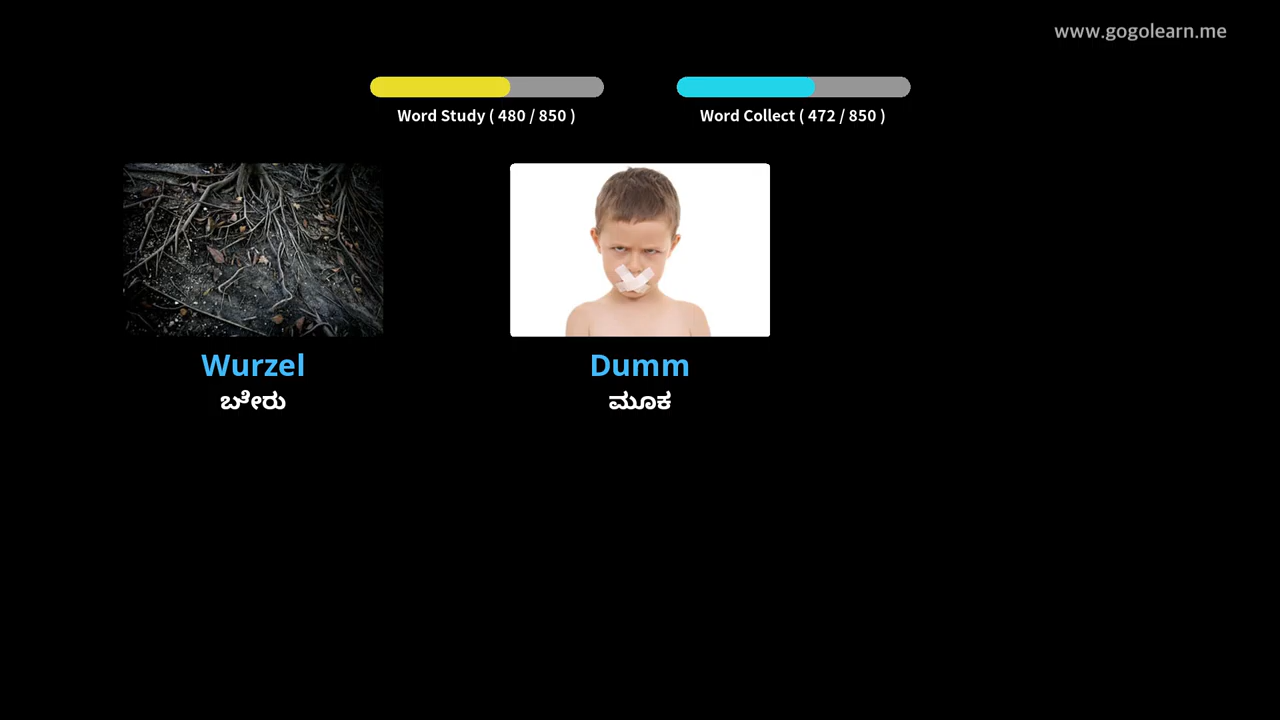 www.gogolearn.me
Word Study ( 480 / 850 )
Word Collect ( 472 / 850 )
Wurzel
ಬೇರು
Dumm
ಮೂಕ